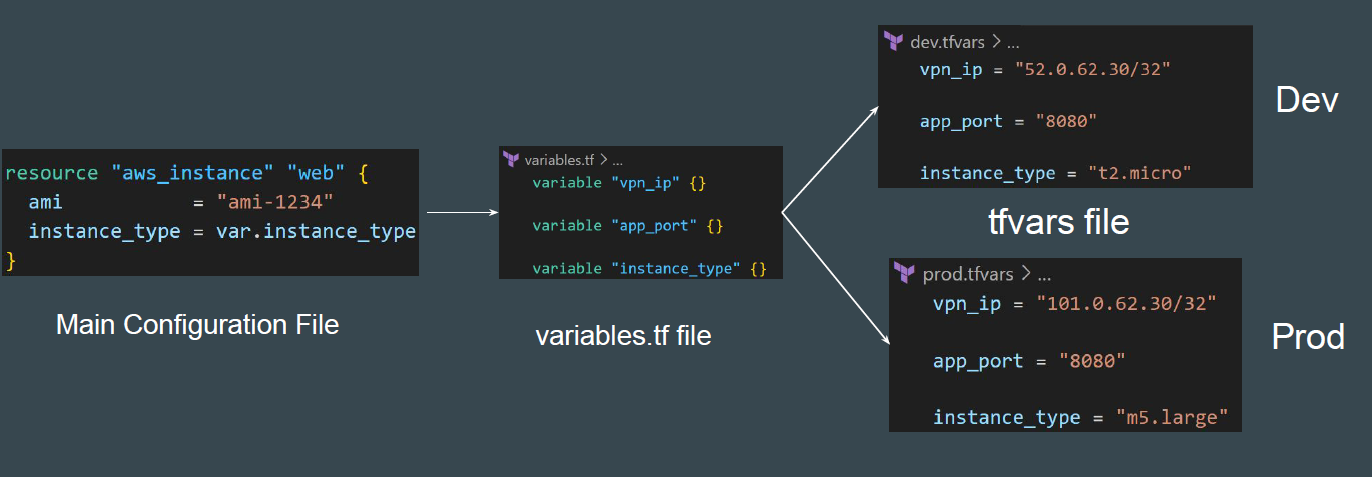 resource "aws_instance" "web" {
ami = "ami-1234"
instance_type = var.instance_type
}
Main Configuration File
variables.tf > ...
variable "vpn_ip" {}
variable "app_port" {}
variable "instance_type" {}
variables.tf file
dev.tfvars > ...
vpn_ip = "52.0.62.30/32"
app_port = "8080"
instance_type = "t2.micro"
Dev
tfvars file
prod.tfvars > ...
vpn_ip = "101.0.62.30/32"
app_port = "8080"
instance_type = "m5.large"
Prod